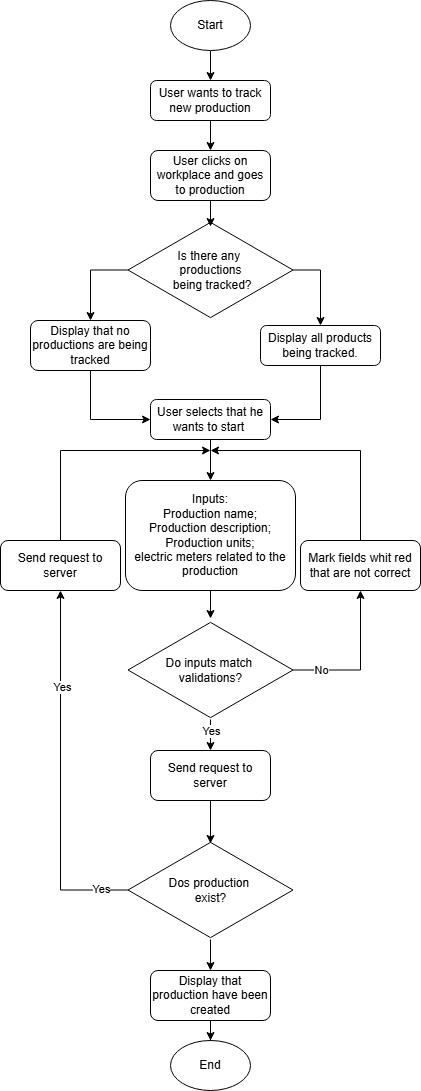 Start
User wants to track
new production
User clicks on
workplace and goes
to production
Is there any
productions
being tracked?
Display that no
productions are being
tracked
Display all products
being tracked.
User selects that he
wants to start
Inputs:
Production name;
Production description;
Production units;
electric meters related to the
production
Send request to
server
Mark fields whit red
that are not correct
Do inputs match
validations?
No
Yes
Yes
Send request to
server
Dos production
exist?
Yes
Display that
production have been
created
End